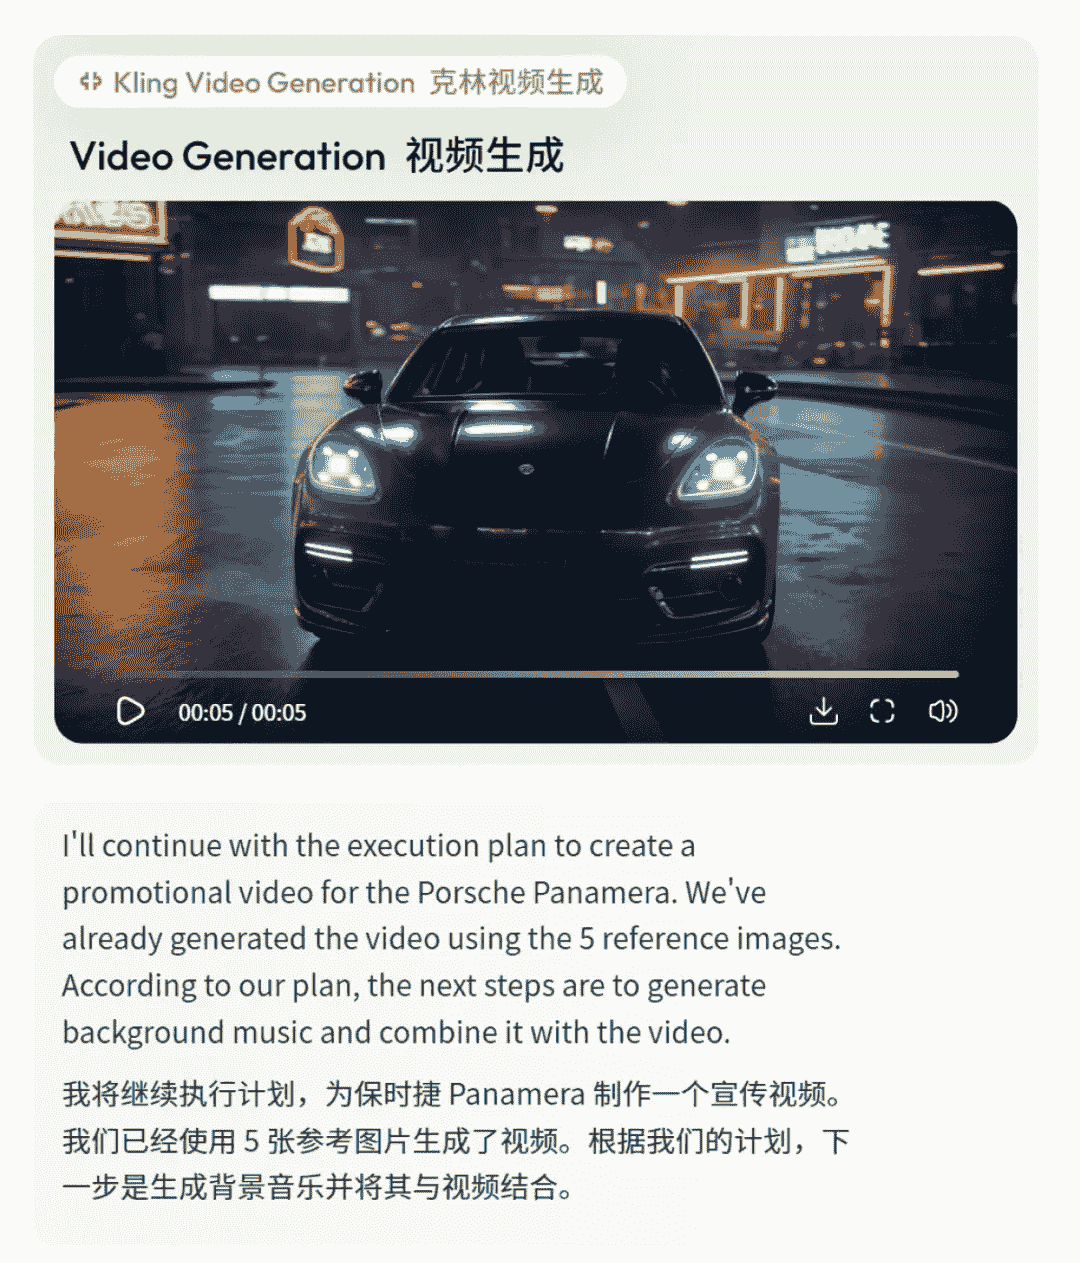 Kling Video Generation 克林视频生成
Video Generation 视频生成
00:05 / 00:05
I'll continue with the execution plan to create a
promotional video for the Porsche Panamera. We've
already generated the video using the 5 reference images.
According to our plan, the next steps are to generate
background music and combine it with the video.
我将继续执行计划，为保时捷 Panamera 制作一个宣传视频。
我们已经使用 5 张参考图片生成了视频。根据我们的计划，下
一步是生成背景音乐并将其与视频结合。